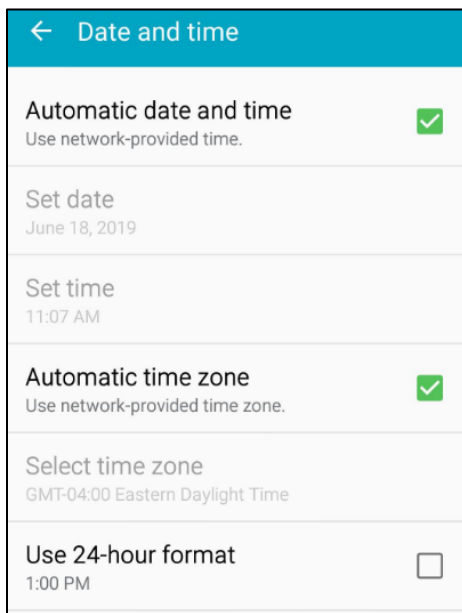 Date and time
Automatic date and time
Use network-provided time.
Set date
June 18, 2019
Set time
11:07 AM
Automatic time zone
Use network-provided time zone.
Select time zone
GMT-04:00 Eastern Daylight Time
Use 24-hour format
1:00 PM